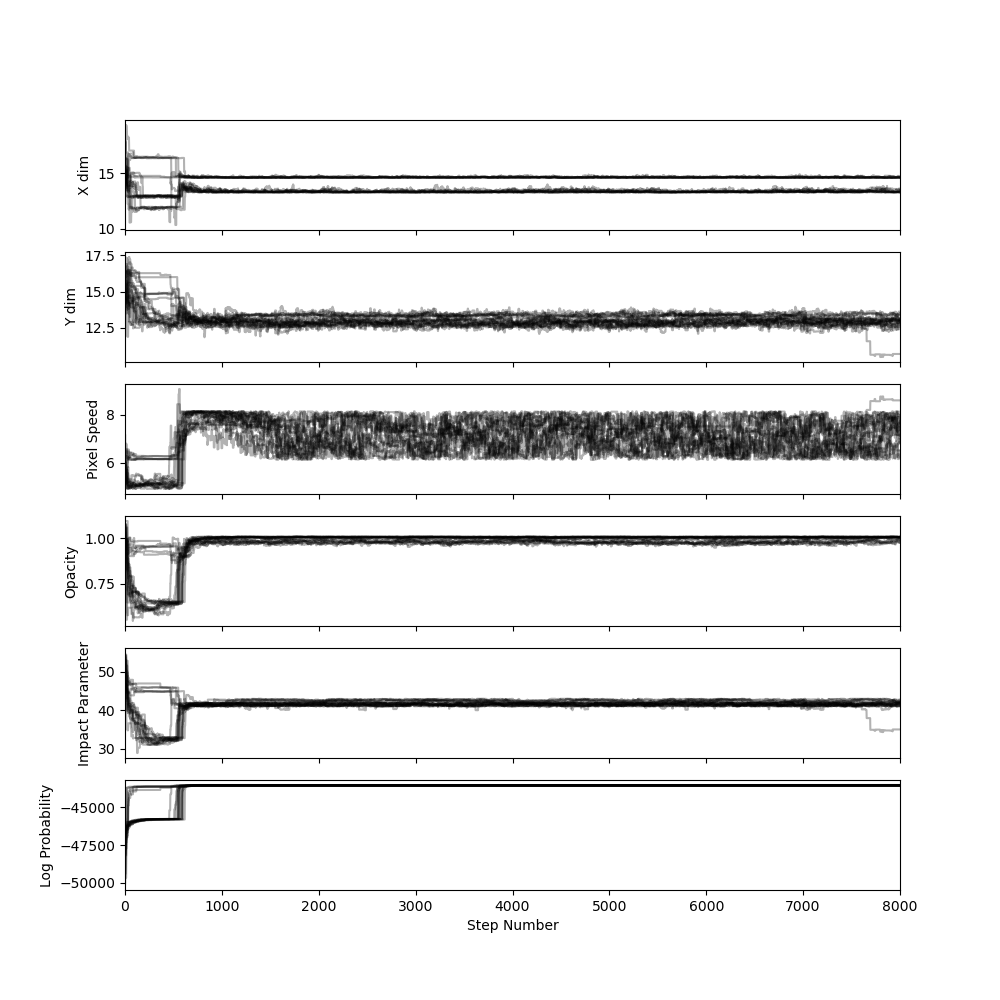 X dim
15
10
Y dim
17.5
15.0
12.5
Pixel Speed
8
6
Opacity
1.00
0.75
Impact Parameter
50
40
30
Log Probability
−45000
−47500
−50000
0 1000 2000 3000 4000 5000 6000 7000 8000
Step Number